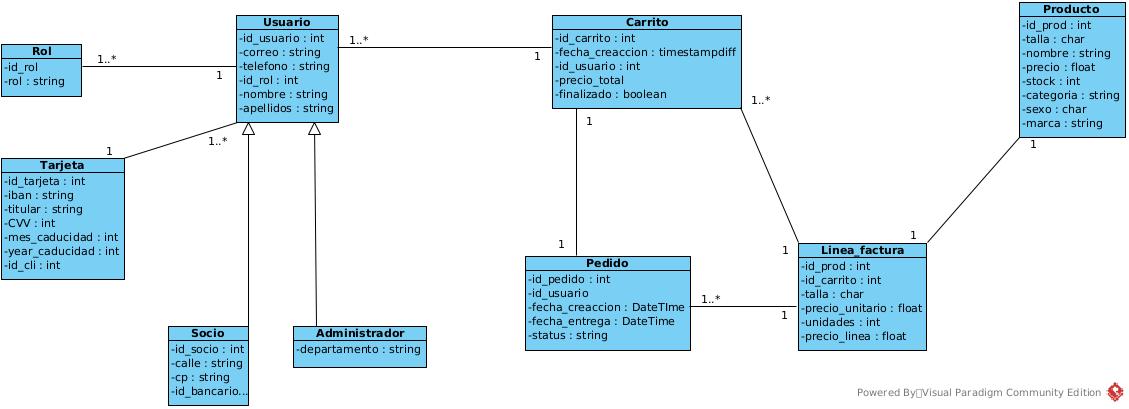 Rol
-id_rol
-rol : string
1..*
1
Usuario
-id_usuario : int
-correo : string
-telefono : string
-id_rol : int
-nombre : string
-apellidos : string
1..*
1
Carrito
-id_carrito : int
-fecha_creaccion : timestampdiff
-id_usuario : int
-precio_total
-finalizado : boolean
Producto
-id_prod : int
-talla : char
-nombre : string
-precio : float
-stock : int
-categoria : string
-sexo : char
-marca : string
1..*
1
1
1
1..*
1
Tarjeta
-id_tarjeta : int
-iban : string
-titular : string
-CVV : int
-mes_caducidad : int
-year_caducidad : int
-id_cli : int
1
1
1
Pedido
-id_pedido : int
-id_usuario
-fecha_creaccion : DateTIme
-fecha_entrega : DateTime
-status : string
1..*
1
Linea_factura
-id_prod : int
-id_carrito : int
-talla : char
-precio_unitario : float
-unidades : int
-precio_linea : float
Socio
-id_socio : int
-calle : string
-cp : string
-id_bancario...
Administrador
-departamento : string
Powered By Visual Paradigm Community Edition